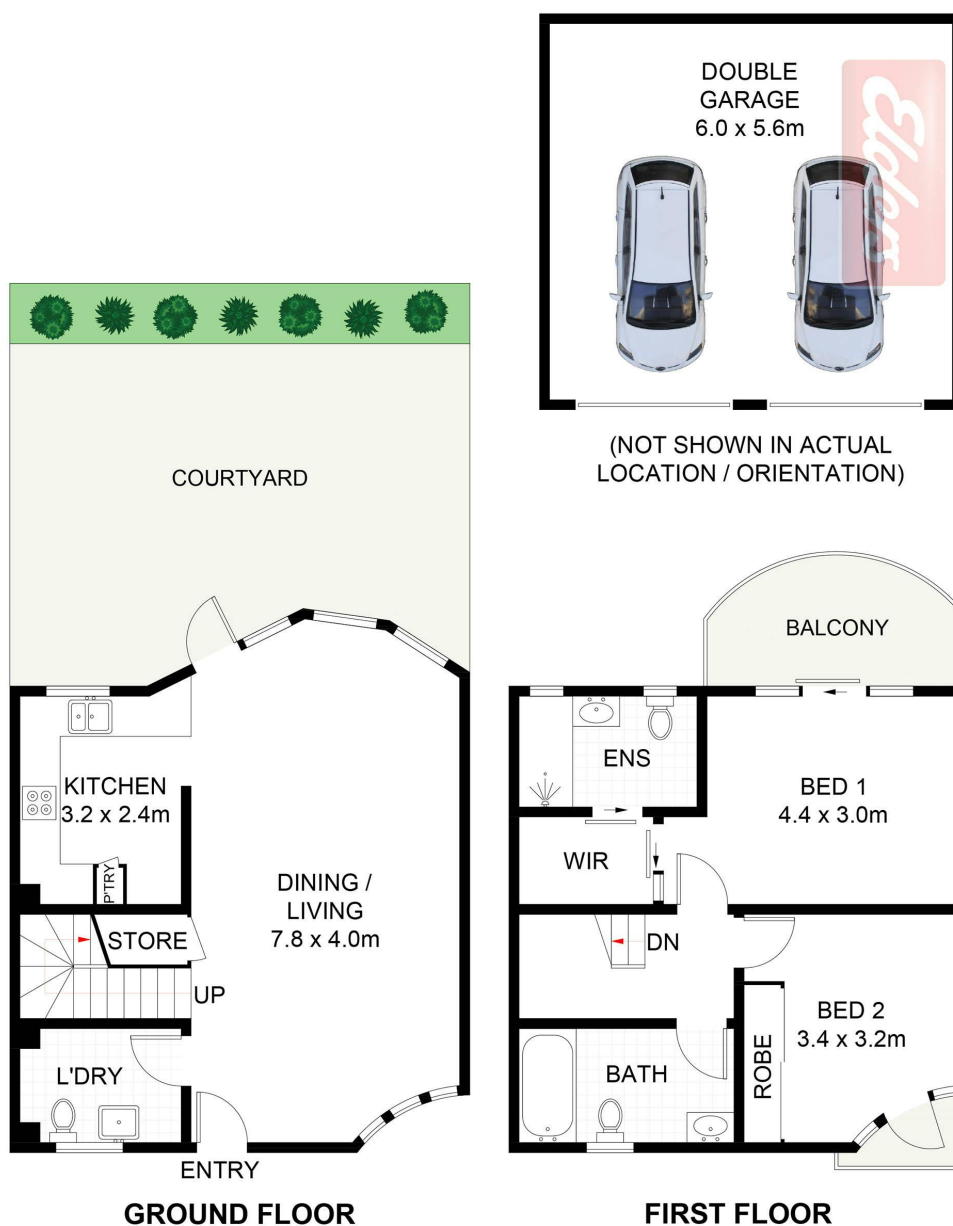 DOUBLE
GARAGE
6.0 x 5.6m
Elders
(NOT SHOWN IN ACTUAL
LOCATION / ORIENTATION)
COURTYARD
KITCHEN
3.2 x 2.4m
P'TRY
DINING /
LIVING
7.8 x 4.0m
STORE
UP
L'DRY
ENTRY
GROUND FLOOR
BALCONY
ENS
BED 1
4.4 x 3.0m
WIR
DN
BED 2
3.4 x 3.2m
ROBE
BATH
FIRST FLOOR